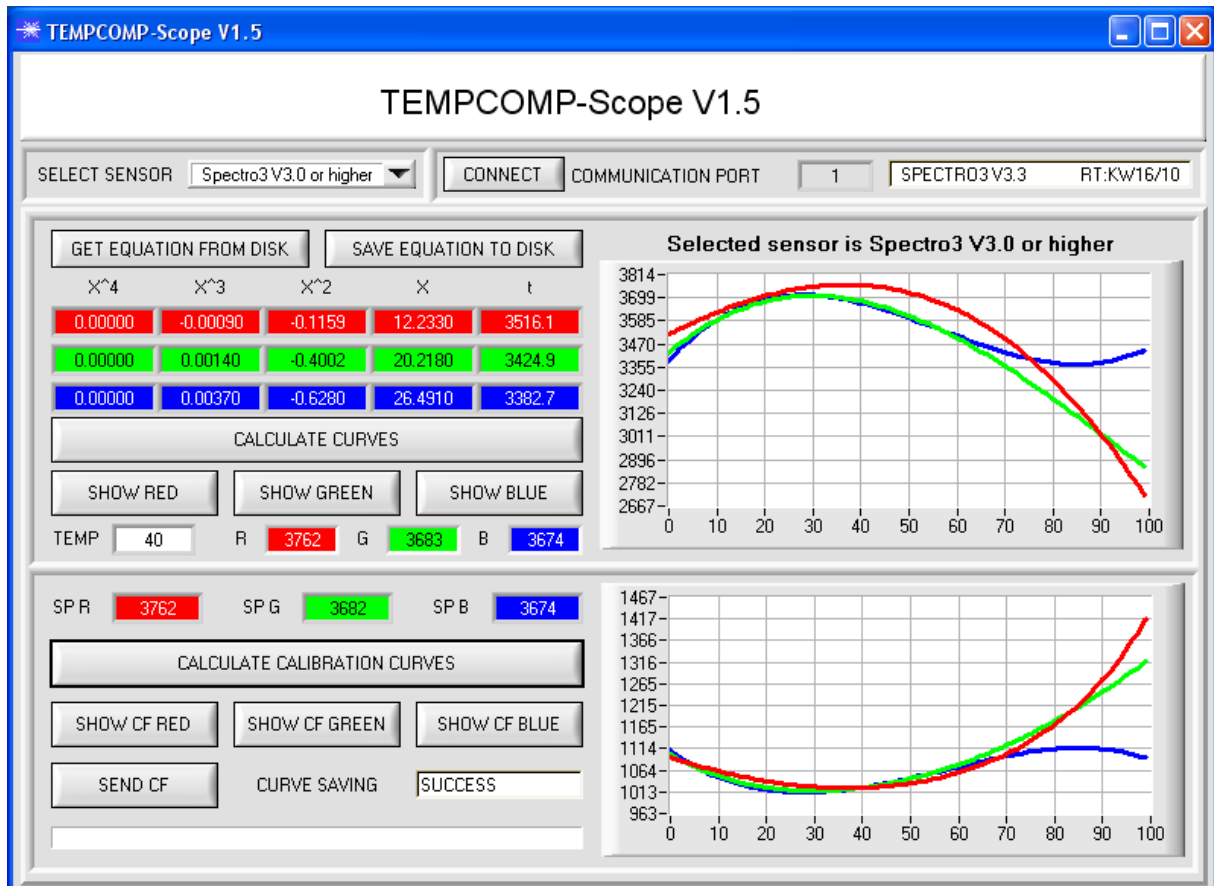 TEMPCOMP-Scope V1.5
TEMPCOMP-Scope V1.5
SELECT SENSOR Spectro3 V3.0 or higher CONNECT COMMUNICATION PORT 1 SPECTRO3 V3.3 RT:KW16/10
GET EQUATION FROM DISK SAVE EQUATION TO DISK
X^4 X^3 X^2 X t
0.00000 -0.00090 -0.1159 12.2330 3516.1
0.00000 0.00140 -0.4002 20.2180 3424.9
0.00000 0.00370 -0.6280 26.4910 3382.7
CALCULATE CURVES
SHOW RED SHOW GREEN SHOW BLUE
TEMP 40 R 3762 G 3683 B 3674
Selected sensor is Spectro3 V3.0 or higher
3814
3699
3585
3470
3355
3240
3126
3011
2896
2782
2667
0 10 20 30 40 50 60 70 80 90 100
SP R 3762 SP G 3682 SP B 3674
CALCULATE CALIBRATION CURVES
SHOW CF RED SHOW CF GREEN SHOW CF BLUE
SEND CF CURVE SAVING SUCCESS
1467
1417
1366
1316
1265
1215
1165
1114
1064
1013
963
0 10 20 30 40 50 60 70 80 90 100